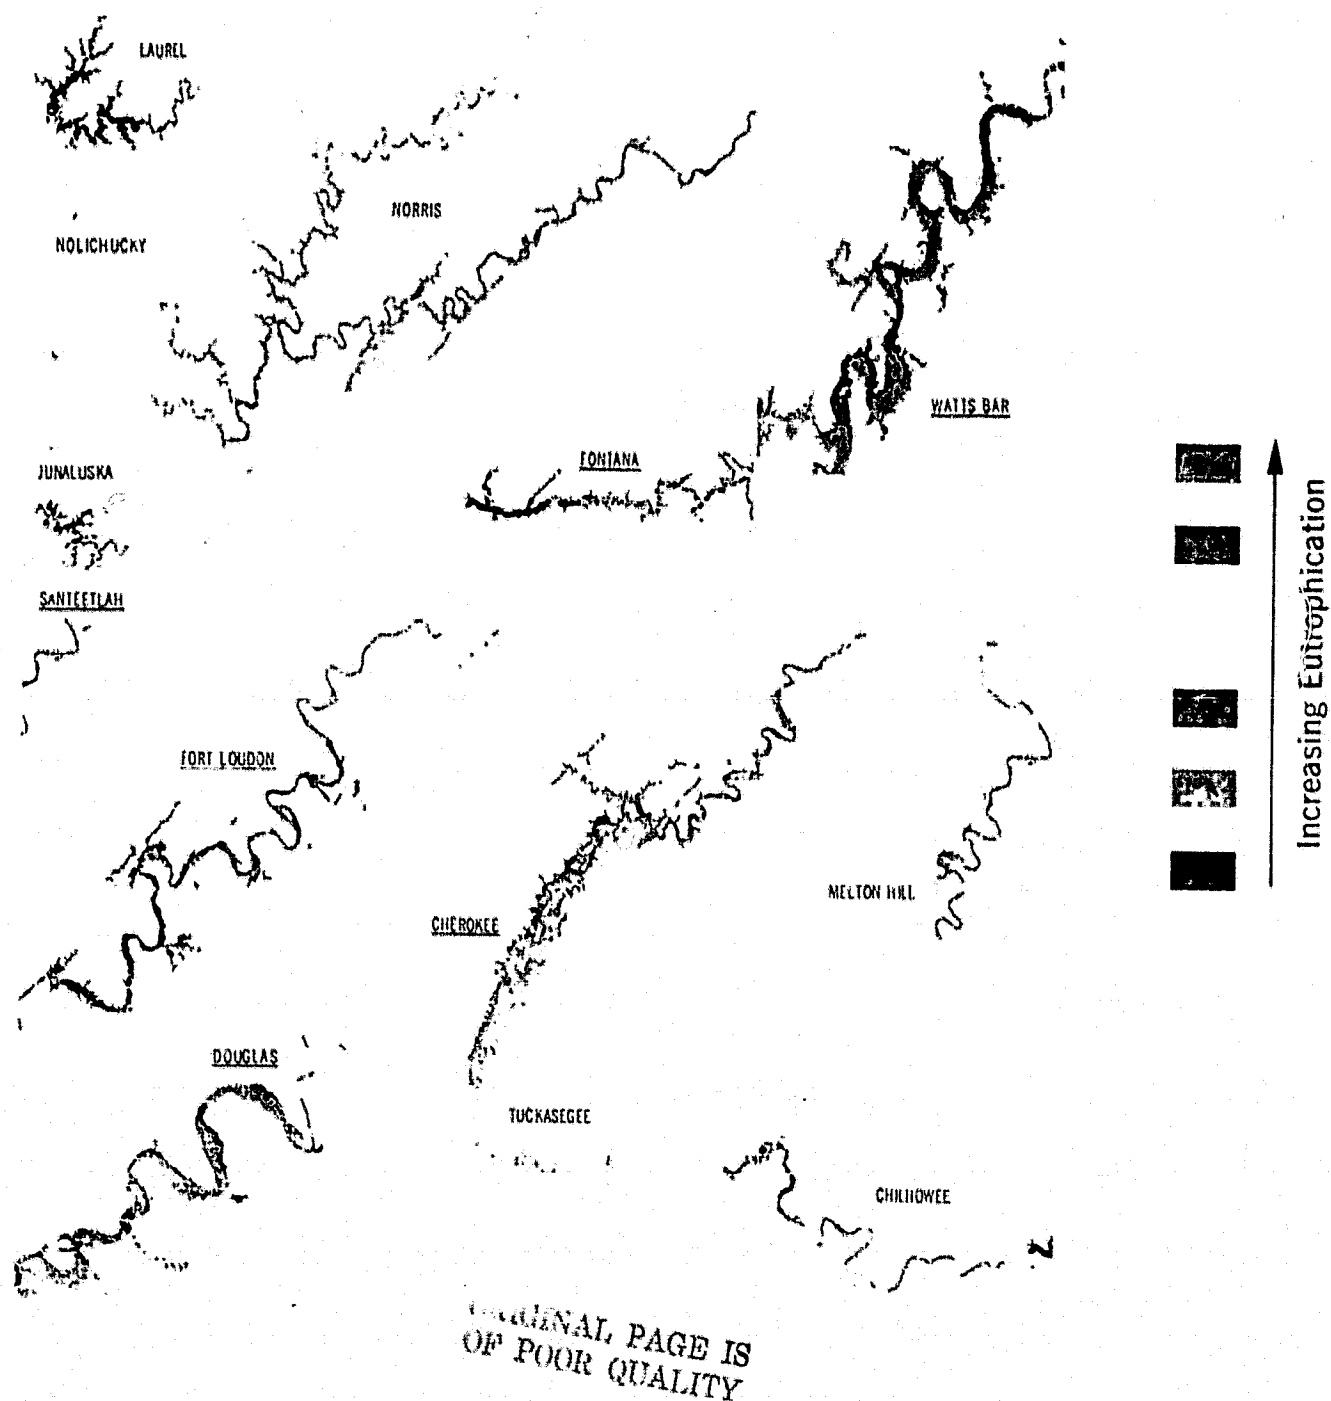 LAUREL
NORRIS
NOLICHUCKY
WATTS BAR
FONTANA
JUNALUSKA
SANTEETLAH
FORT LOUDON
MELTON HILL
CHEROKEE
DOUGLAS
TUCKASEGEE
CHILHOWEE
Increasing Eutrophication
ORIGINAL PAGE IS
OF POOR QUALITY